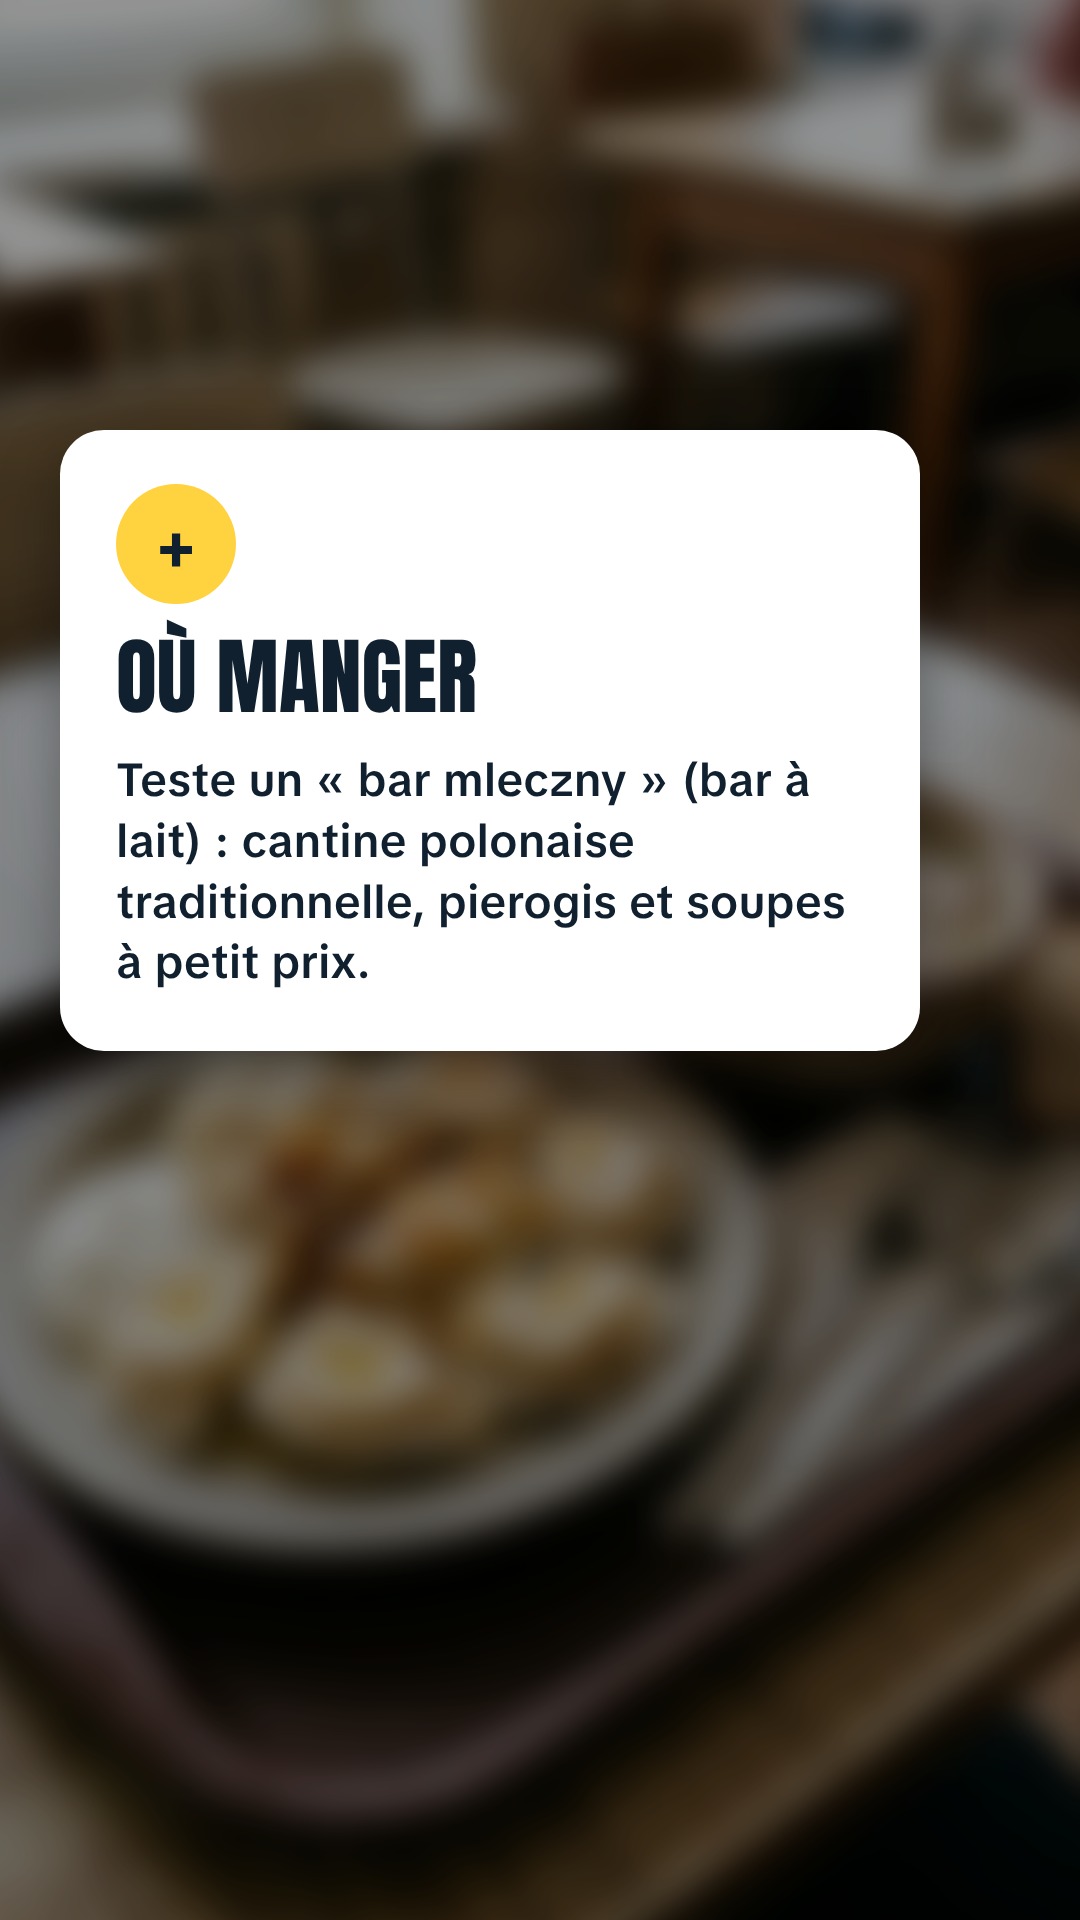 +
OÙ MANGER
Teste un « bar mleczny » (bar à
lait) : cantine polonaise
traditionnelle, pierogis et soupes
à petit prix.